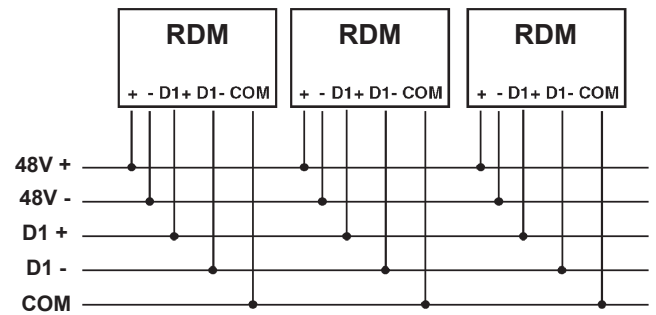 RDM RDM RDM
+ - D1+ D1- COM + - D1+ D1- COM + - D1+ D1- COM
48V +
48V -
D1 +
D1 -
COM